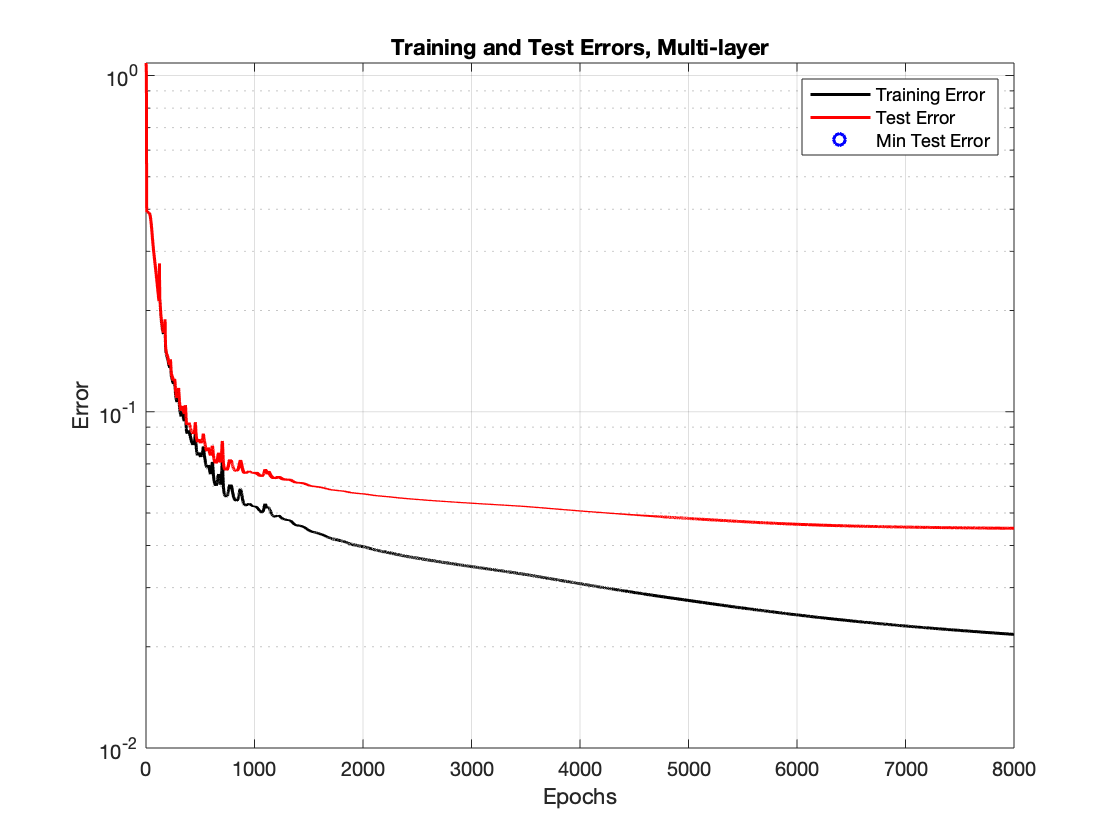 Training and Test Errors, Multi-layer
Training Error
Test Error
Min Test Error
10^0
10^-1
10^-2
Error
0 1000 2000 3000 4000 5000 6000 7000 8000
Epochs